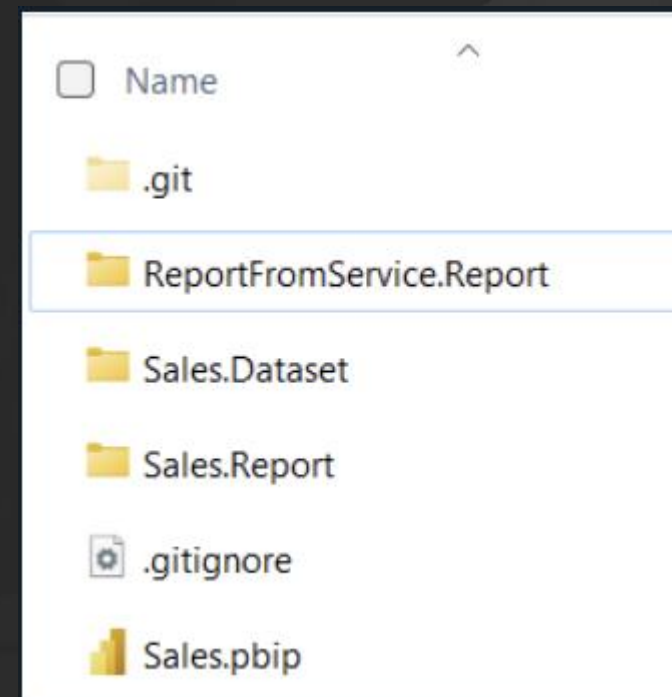 Name
.git
ReportFromService.Report
Sales.Dataset
Sales.Report
.gitignore
Sales.pbip